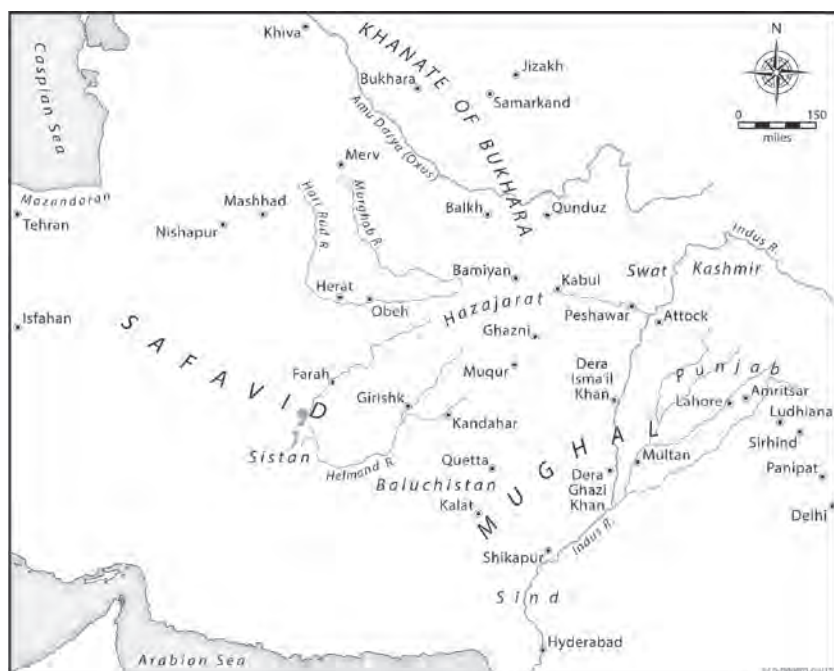 Khiva
KHANATE OF BUKHARA
Jizakh
Bukhara
Samarkand
Caspian Sea
N
0 150
miles
Amu Darya (Oxus)
Merv
Mazandaran
Tehran
Mashhad
Nishapur
Hari Rud R.
Murghab R.
Balkh
Qunduz
Indus R.
Bamiyan
Kabul
Swat
Kashmir
Herat
Obeh
Hazajarat
Peshawar
Attock
Isfahan
SAFAVID
Ghazni
Farah
Muqur
Dera
Isma'il
Khan
Punjab
Girishk
Kandahar
Lahore
Amritsar
Ludhiana
Sirhind
MUGHAL
Sistan
Helmand R.
Quetta
Baluchistan
Multan
Panipat
Kalat
Dera
Ghazi
Khan
Delhi
Indus R.
Shikapur
Sind
Hyderabad
Arabian Sea